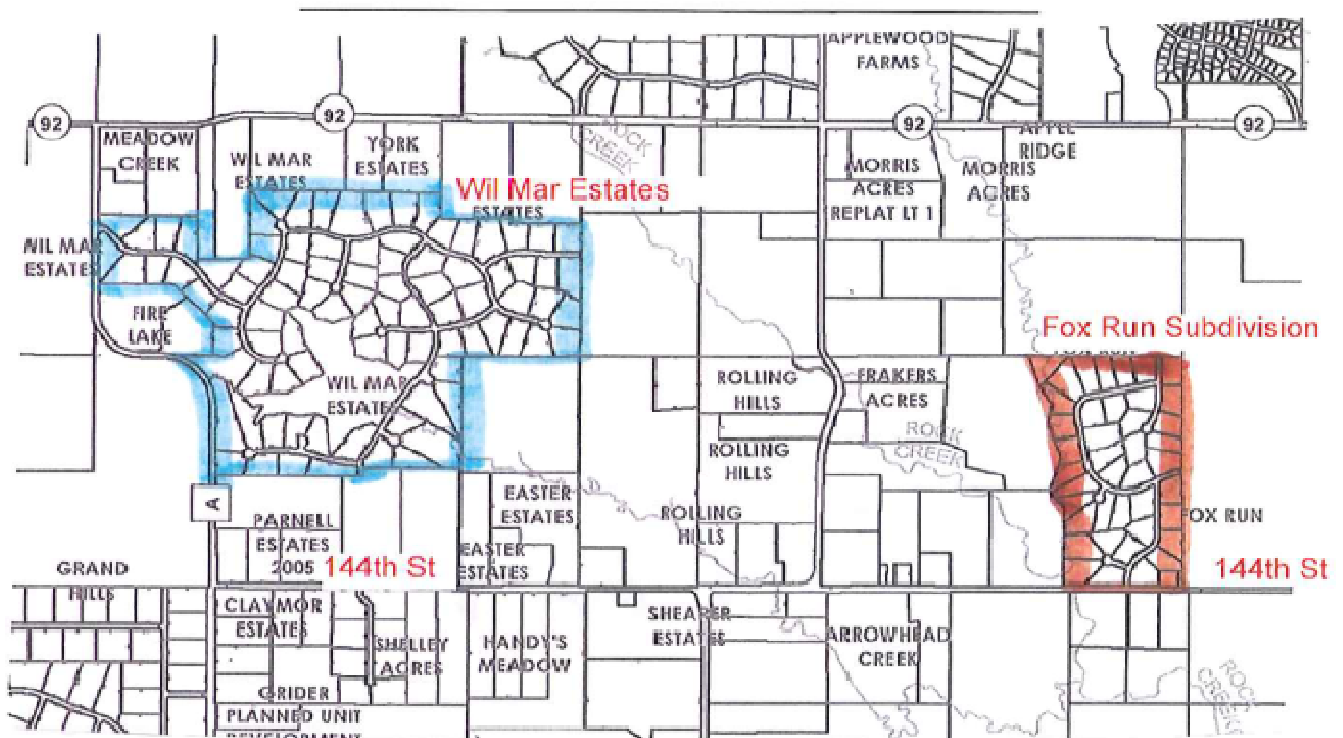 APPLEWOOD
FARMS
92
92
92
92
MEADOW
CREEK
WIL MAR
ESTATES
YORK
ESTATES
ROCK
CREEK
APPLE
RIDGE
MORRIS
ACRES
REPLAT LT 1
MORRIS
ACRES
Wil Mar Estates
ESTATES
WIL MAR
ESTATES
FIRE
LAKE
Fox Run Subdivision
FOX RUN
WIL MAR
ESTATES
ROLLING
HILLS
FRAKERS
ACRES
ROCK
CREEK
ROLLING
HILLS
A
EASTER
ESTATES
ROLLING
HILLS
FOX RUN
PARNELL
ESTATES
2005
144th St
EASTER
ESTATES
144th St
GRAND
HILLS
CLAYMOR
ESTATES
SHELLEY
ACRES
HANDY'S
MEADOW
SHEARER
ESTATES
ARROWHEAD
CREEK
ROCK
CREEK
GRIDER
PLANNED UNIT
DEVELOPMENT